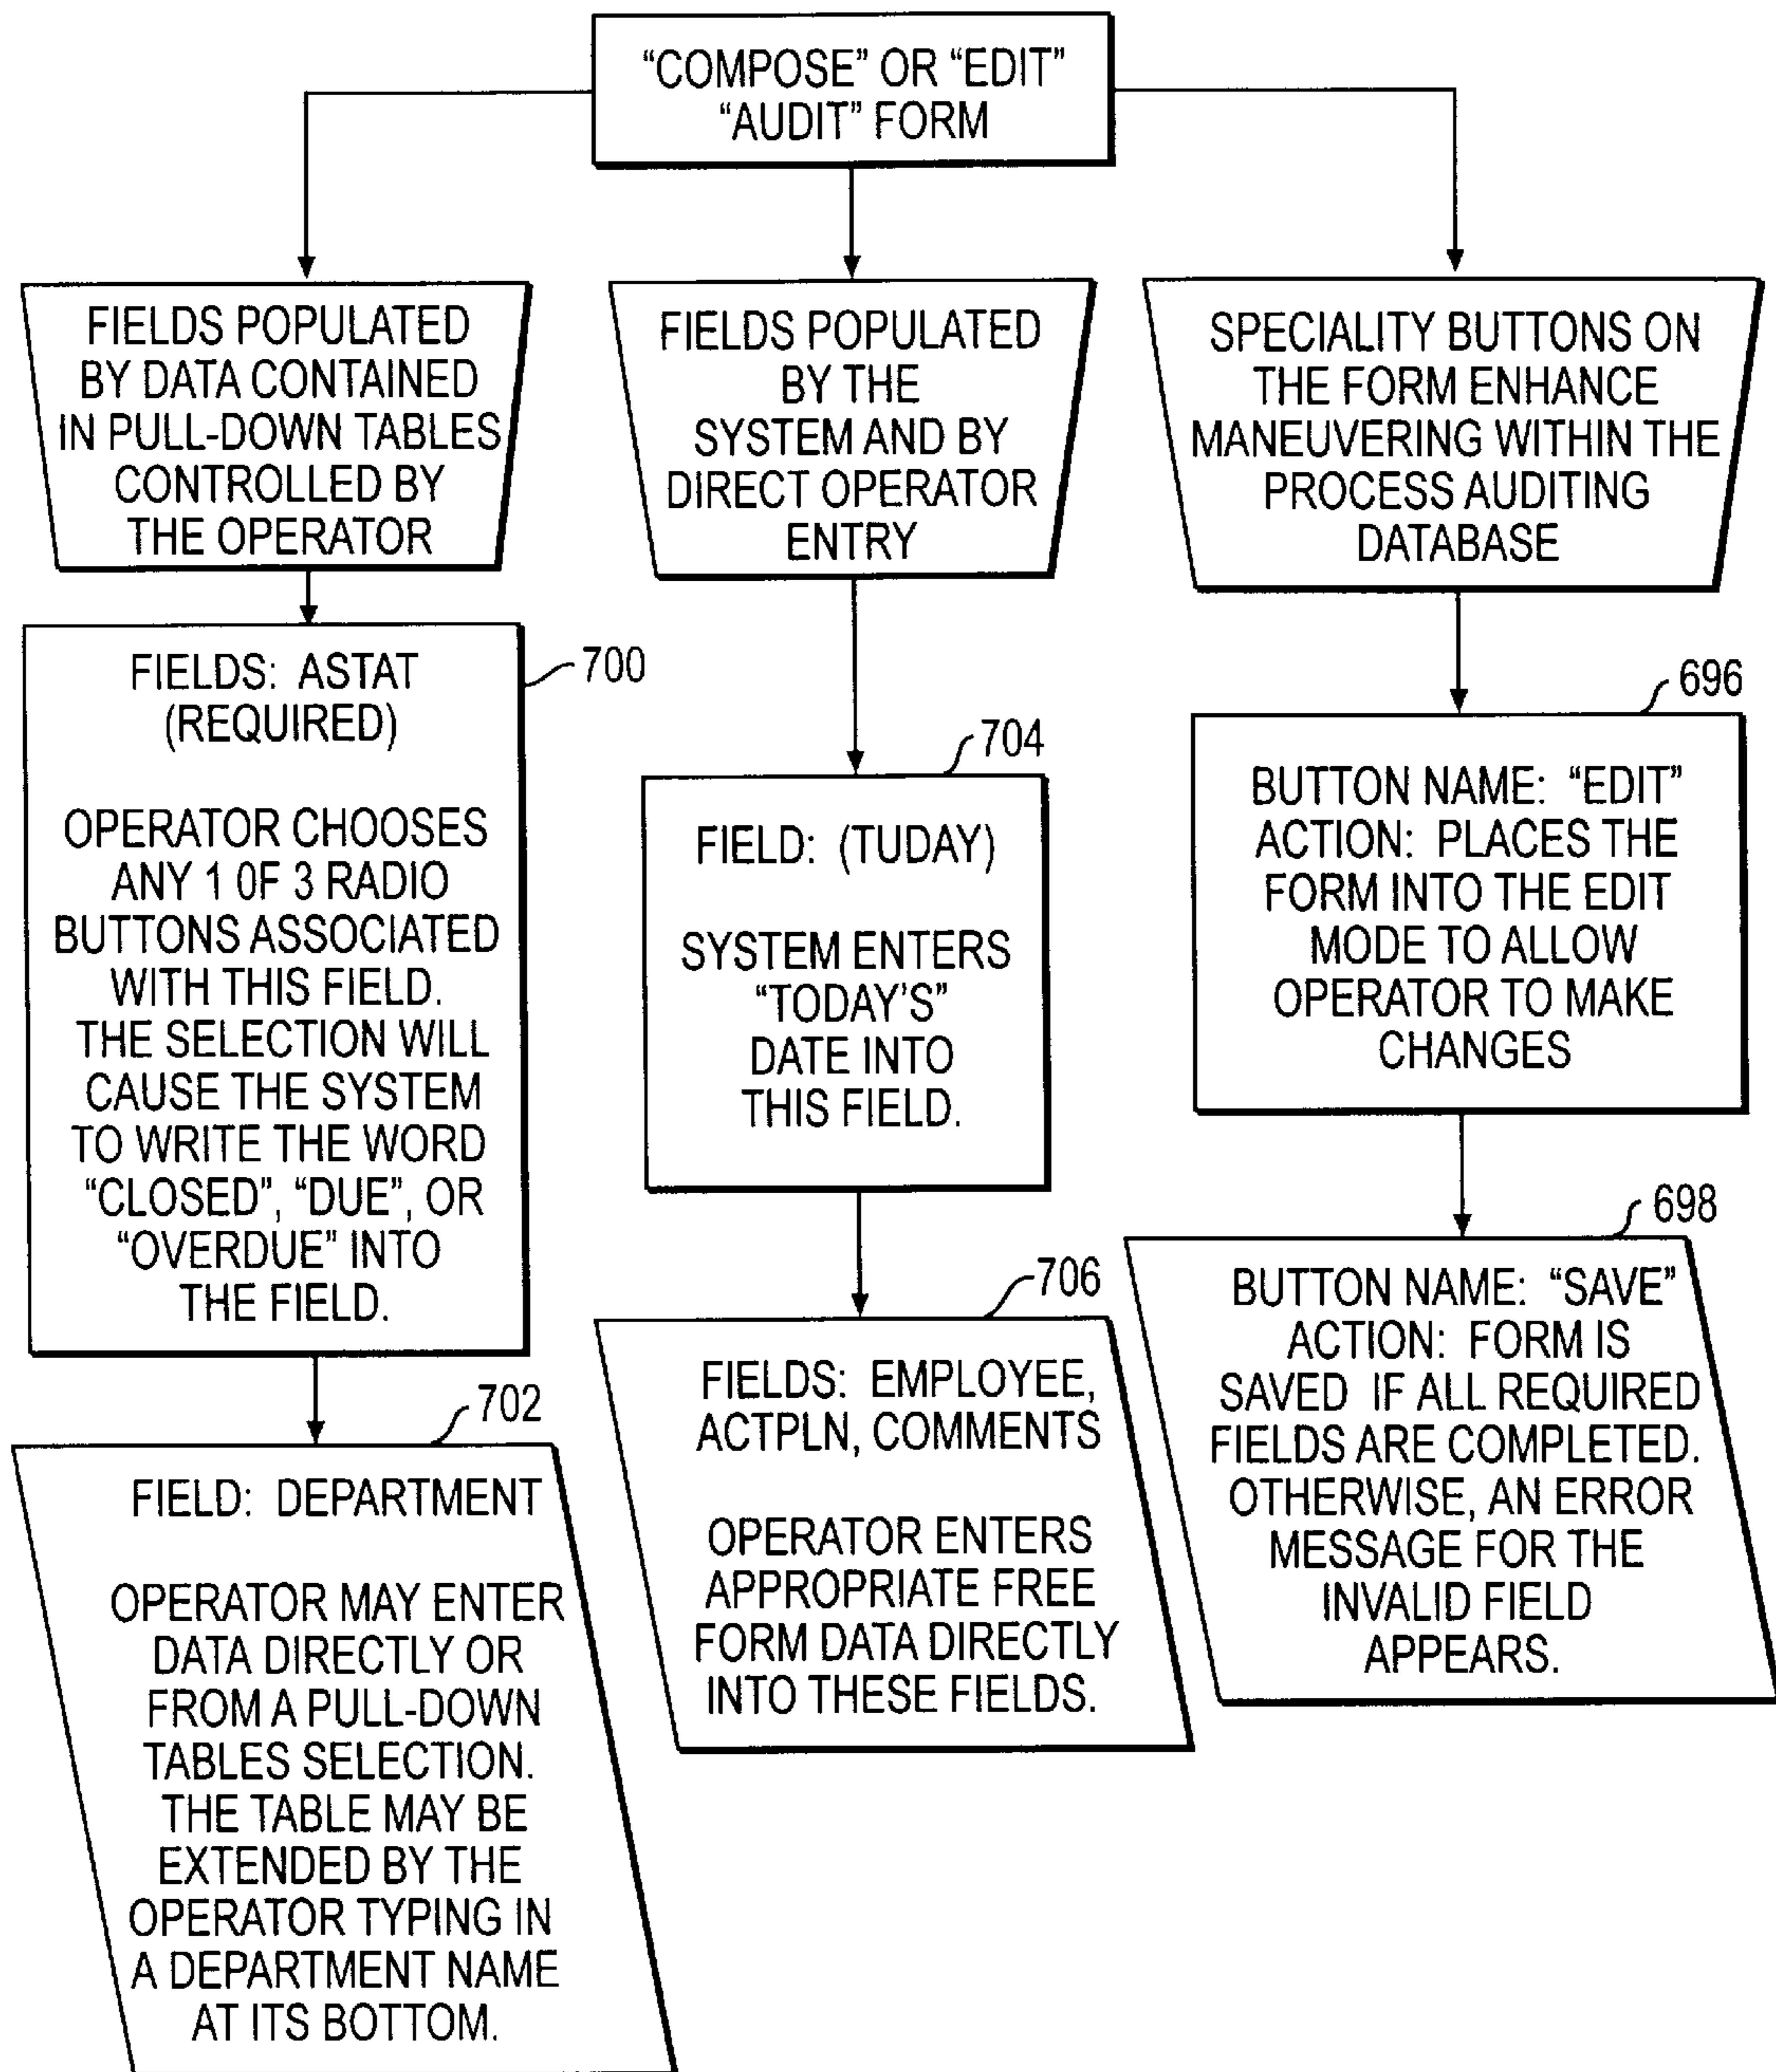 “COMPOSE” OR “EDIT”
“AUDIT” FORM
FIELDS POPULATED
BY DATA CONTAINED
IN PULL-DOWN TABLES
CONTROLLED BY
THE OPERATOR
FIELDS: ASTAT
(REQUIRED)
OPERATOR CHOOSES
ANY 1 OF 3 RADIO
BUTTONS ASSOCIATED
WITH THIS FIELD.
THE SELECTION WILL
CAUSE THE SYSTEM
TO WRITE THE WORD
“CLOSED”, “DUE”, OR
“OVERDUE” INTO
THE FIELD.
700
FIELD: DEPARTMENT
OPERATOR MAY ENTER
DATA DIRECTLY OR
FROM A PULL-DOWN
TABLES SELECTION.
THE TABLE MAY BE
EXTENDED BY THE
OPERATOR TYPING IN
A DEPARTMENT NAME
AT ITS BOTTOM.
702
FIELDS POPULATED
BY THE
SYSTEM AND BY
DIRECT OPERATOR
ENTRY
704
FIELD: (TUDAY)
SYSTEM ENTERS
“TODAY’S”
DATE INTO
THIS FIELD.
706
FIELDS: EMPLOYEE,
ACTPLN, COMMENTS
OPERATOR ENTERS
APPROPRIATE FREE
FORM DATA DIRECTLY
INTO THESE FIELDS.
SPECIALITY BUTTONS ON
THE FORM ENHANCE
MANEUVERING WITHIN THE
PROCESS AUDITING
DATABASE
696
BUTTON NAME: “EDIT”
ACTION: PLACES THE
FORM INTO THE EDIT
MODE TO ALLOW
OPERATOR TO MAKE
CHANGES
698
BUTTON NAME: “SAVE”
ACTION: FORM IS
SAVED IF ALL REQUIRED
FIELDS ARE COMPLETED.
OTHERWISE, AN ERROR
MESSAGE FOR THE
INVALID FIELD
APPEARS.